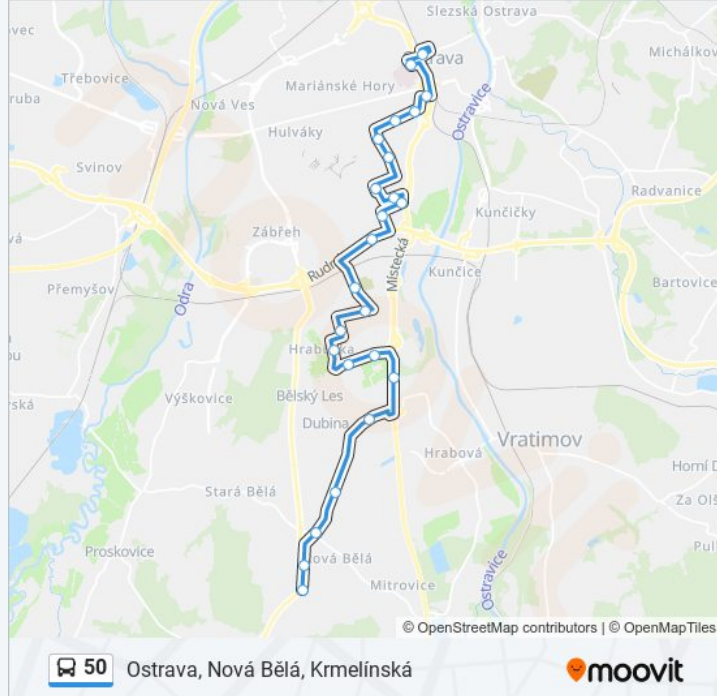 Slezská Ostrava
Michálkov
Třebovice
Mariánské Hory
Nová Ves
Hulváky
Ostravice
Svinov
Radvanice
Kunčičky
Zábřeh
Rudn
Místecká
Kunčice
Bartovice
Přemyšov
Odra
Hrabůvka
Výškovice
Bělský Les
Dubina
Vratimov
Hrabová
Horní D
Stará Bělá
Za Olš
Proskovice
Nová Bělá
Mitrovice
Ostravice
© OpenStreetMap contributors | © OpenMapTiles
50 Ostrava, Nová Bělá, Krmelínská
moovit